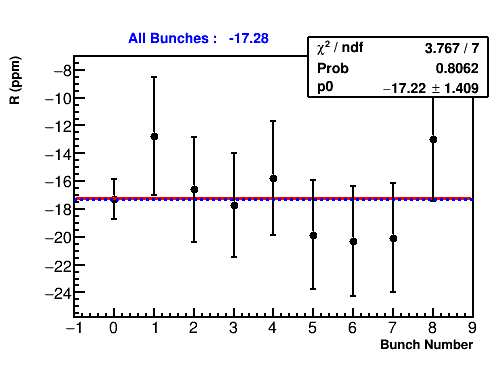 All Bunches : -17.28
χ² / ndf 3.767 / 7
Prob 0.8062
p0 −17.22 ± 1.409
R (ppm)
−8
−10
−12
−14
−16
−18
−20
−22
−24
−1 0 1 2 3 4 5 6 7 8 9
Bunch Number